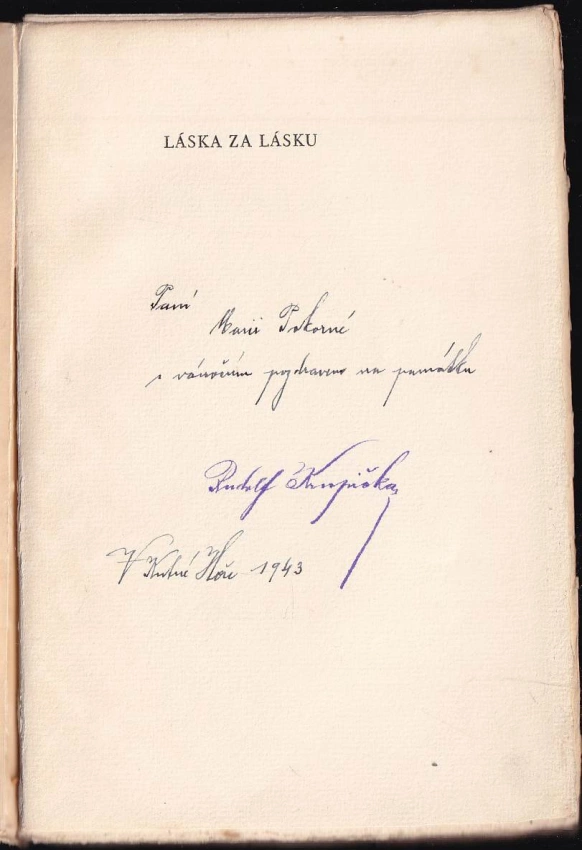 LÁSKA ZA LÁSKU
Paní
Marii Pokorné
s vánočním pozdravem na památku
Rudolf Krupička
V Kutné Hoře 1943